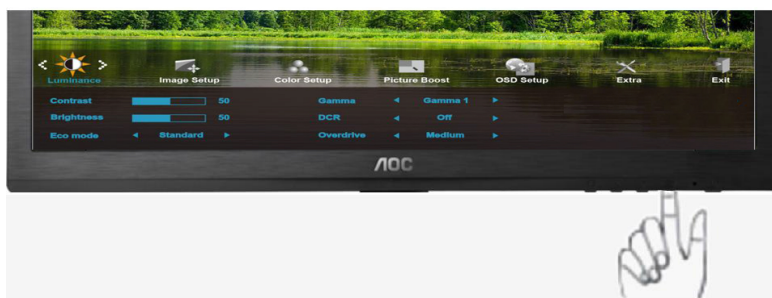 Luminance Image Setup Color Setup Picture Boost OSD Setup Extra Exit
Contrast 50 Gamma Gamma 1
Brightness 50 DCR Off
Eco mode Standard Overdrive Medium
AOC